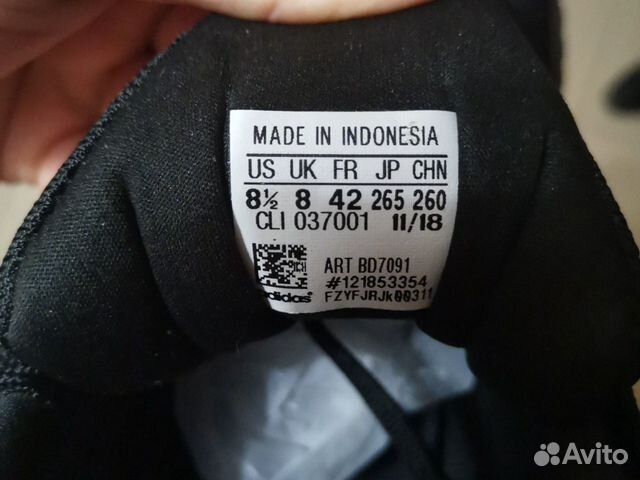 MADE IN INDONESIA
US UK FR JP CHN
8½ 8 42 265 260
CLI 037001 11/18
ART BD7091
#121853354
adidas FZYFJRJk00311
Avito